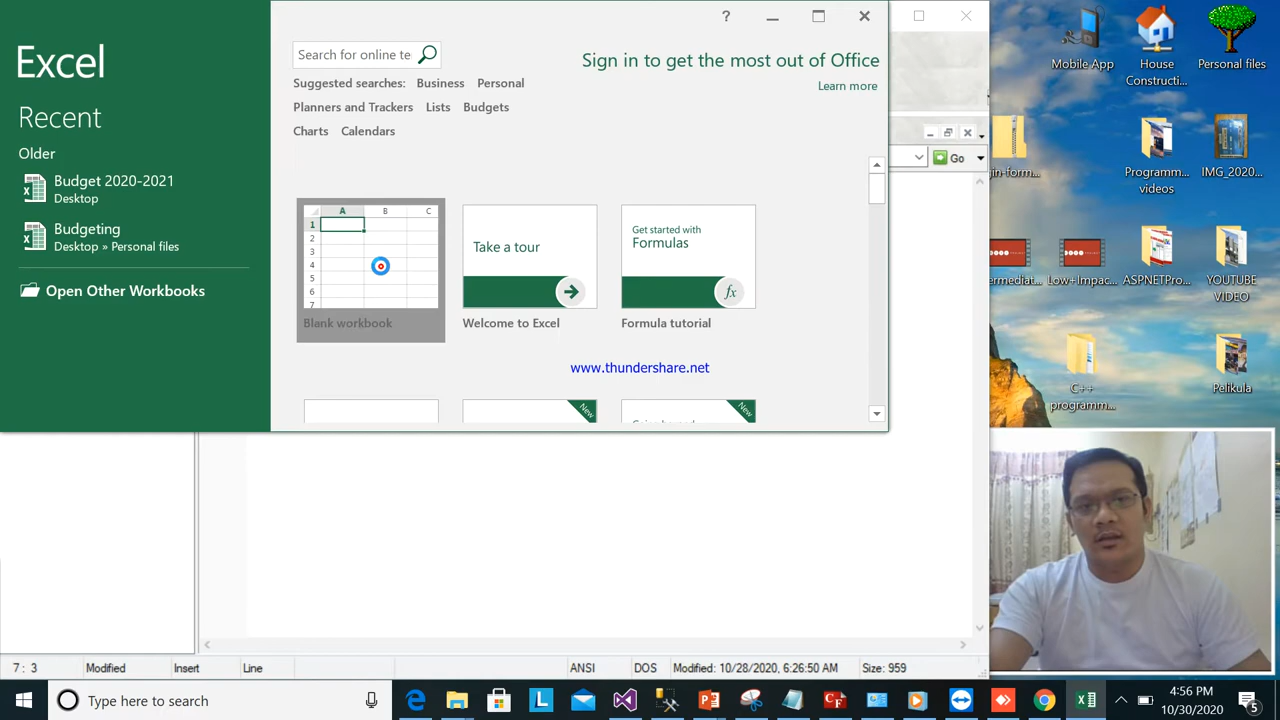 Excel
Recent
Older
Budget 2020-2021
Desktop
Budgeting
Desktop » Personal files
Open Other Workbooks
?
Search for online te
Sign in to get the most out of Office
Learn more
Suggested searches: Business Personal
Planners and Trackers Lists Budgets
Charts Calendars
A B C
1
2
3
4
5
6
7
Blank workbook
Take a tour
Welcome to Excel
Get started with
Formulas
fx
Formula tutorial
www.thundershare.net
New
New
Go
Mobile App
House
Constructi...
Personal files
in-form...
Programm...
videos
IMG_2020...
ermediat...
Low+Impac...
ASPNETPro...
YOUTUBE
VIDEO
C++
programm...
Pelikula
7 : 3 Modified Insert Line ANSI DOS Modified: 10/28/2020, 6:26:50 AM Size: 959
Type here to search
4:56 PM
10/30/2020
5